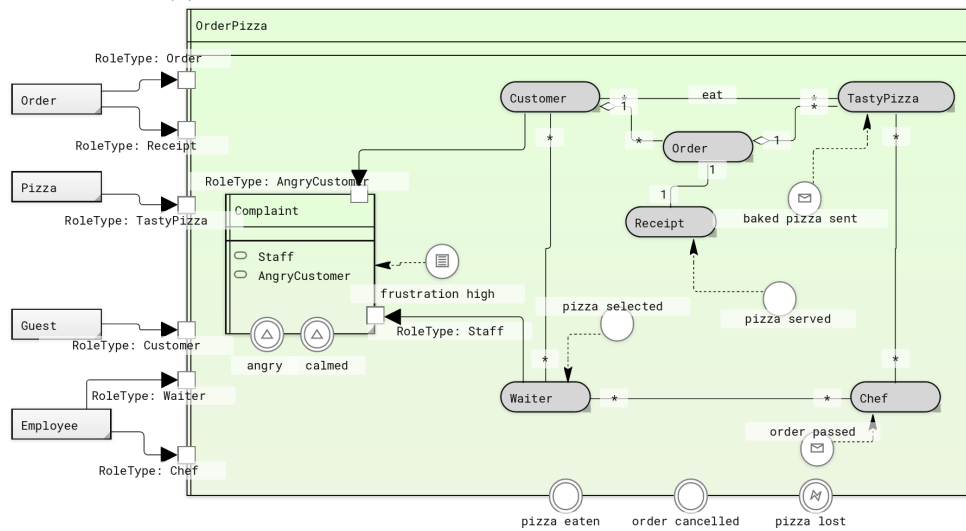 OrderPizza
RoleType: Order
Order
RoleType: Receipt
Pizza
RoleType: TastyPizza
Guest
RoleType: Customer
RoleType: Waiter
Employee
RoleType: Chef
RoleType: AngryCustomer
Complaint
Staff
AngryCustomer
angry
calmed
frustration high
RoleType: Staff
Customer
*
eat
*
TastyPizza
1
*
*
*
Order
1
*
1
1
Receipt
baked pizza sent
pizza selected
pizza served
*
*
Waiter
*
*
Chef
order passed
pizza eaten
order cancelled
pizza lost